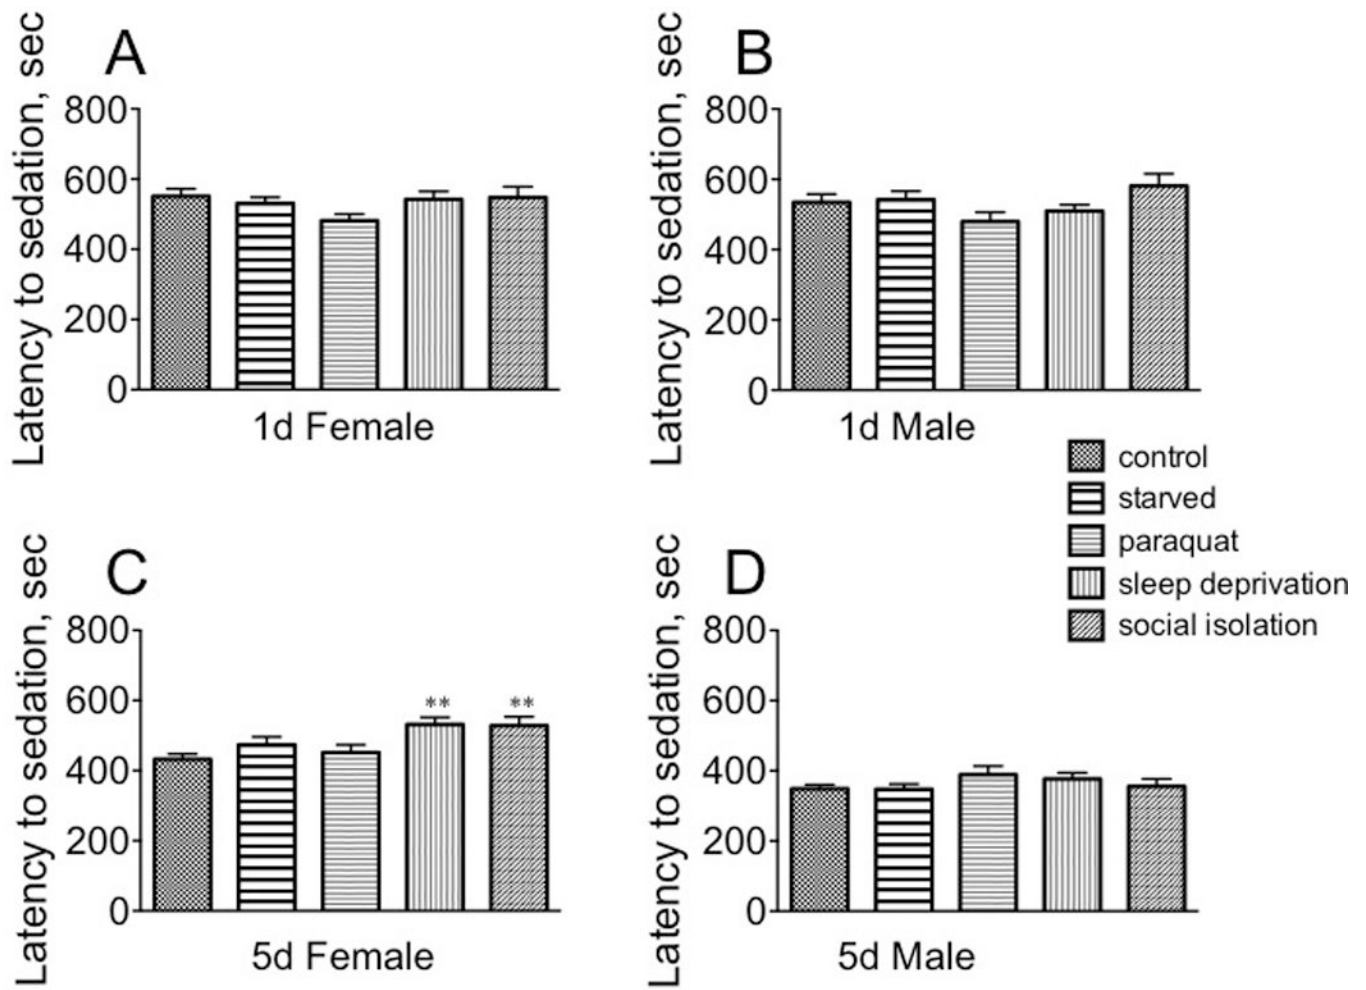 A
Latency to sedation, sec
800
600
400
200
0
1d Female
B
Latency to sedation, sec
800
600
400
200
0
1d Male
control
starved
paraquat
sleep deprivation
social isolation
C
Latency to sedation, sec
800
600
400
200
0
** **
5d Female
D
Latency to sedation, sec
800
600
400
200
0
5d Male